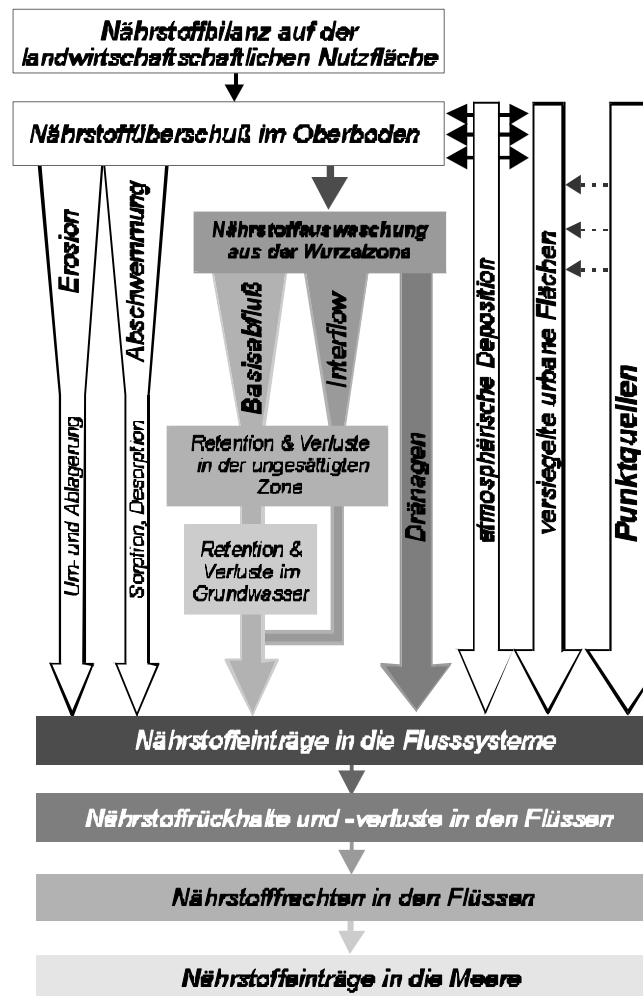 Nährstoffbilanz auf der
landwirtschaftschaftlichen Nutzfläche
Nährstoffüberschuß im Oberboden
Erosion
Abschwemmung
Nährstoffauswaschung
aus der Wurzelzone
Basisabfluß
Interflow
Dränagen
atmosphärische Deposition
versiegelte urbane Flächen
Punktquellen
Um- und Ablagerung
Sorption, Desorption
Retention & Verluste
in der ungesättigten
Zone
Retention &
Verluste im
Grundwasser
Nährstoffeinträge in die Flusssysteme
Nährstoffrückhalte und -verluste in den Flüssen
Nährstofffrachten in den Flüssen
Nährstoffeinträge in die Meere